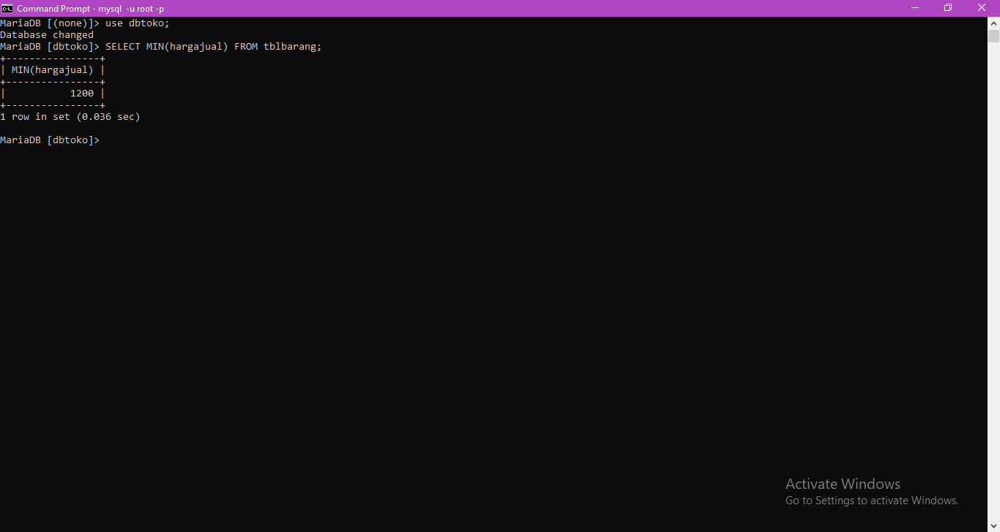 Command Prompt - mysql -u root -p
MariaDB [(none)]> use dbtoko;
Database changed
MariaDB [dbtoko]> SELECT MIN(hargajual) FROM tblbarang;
+----------------+
| MIN(hargajual) |
+----------------+
|           1200 |
+----------------+
1 row in set (0.036 sec)
MariaDB [dbtoko]>
Activate Windows
Go to Settings to activate Windows.